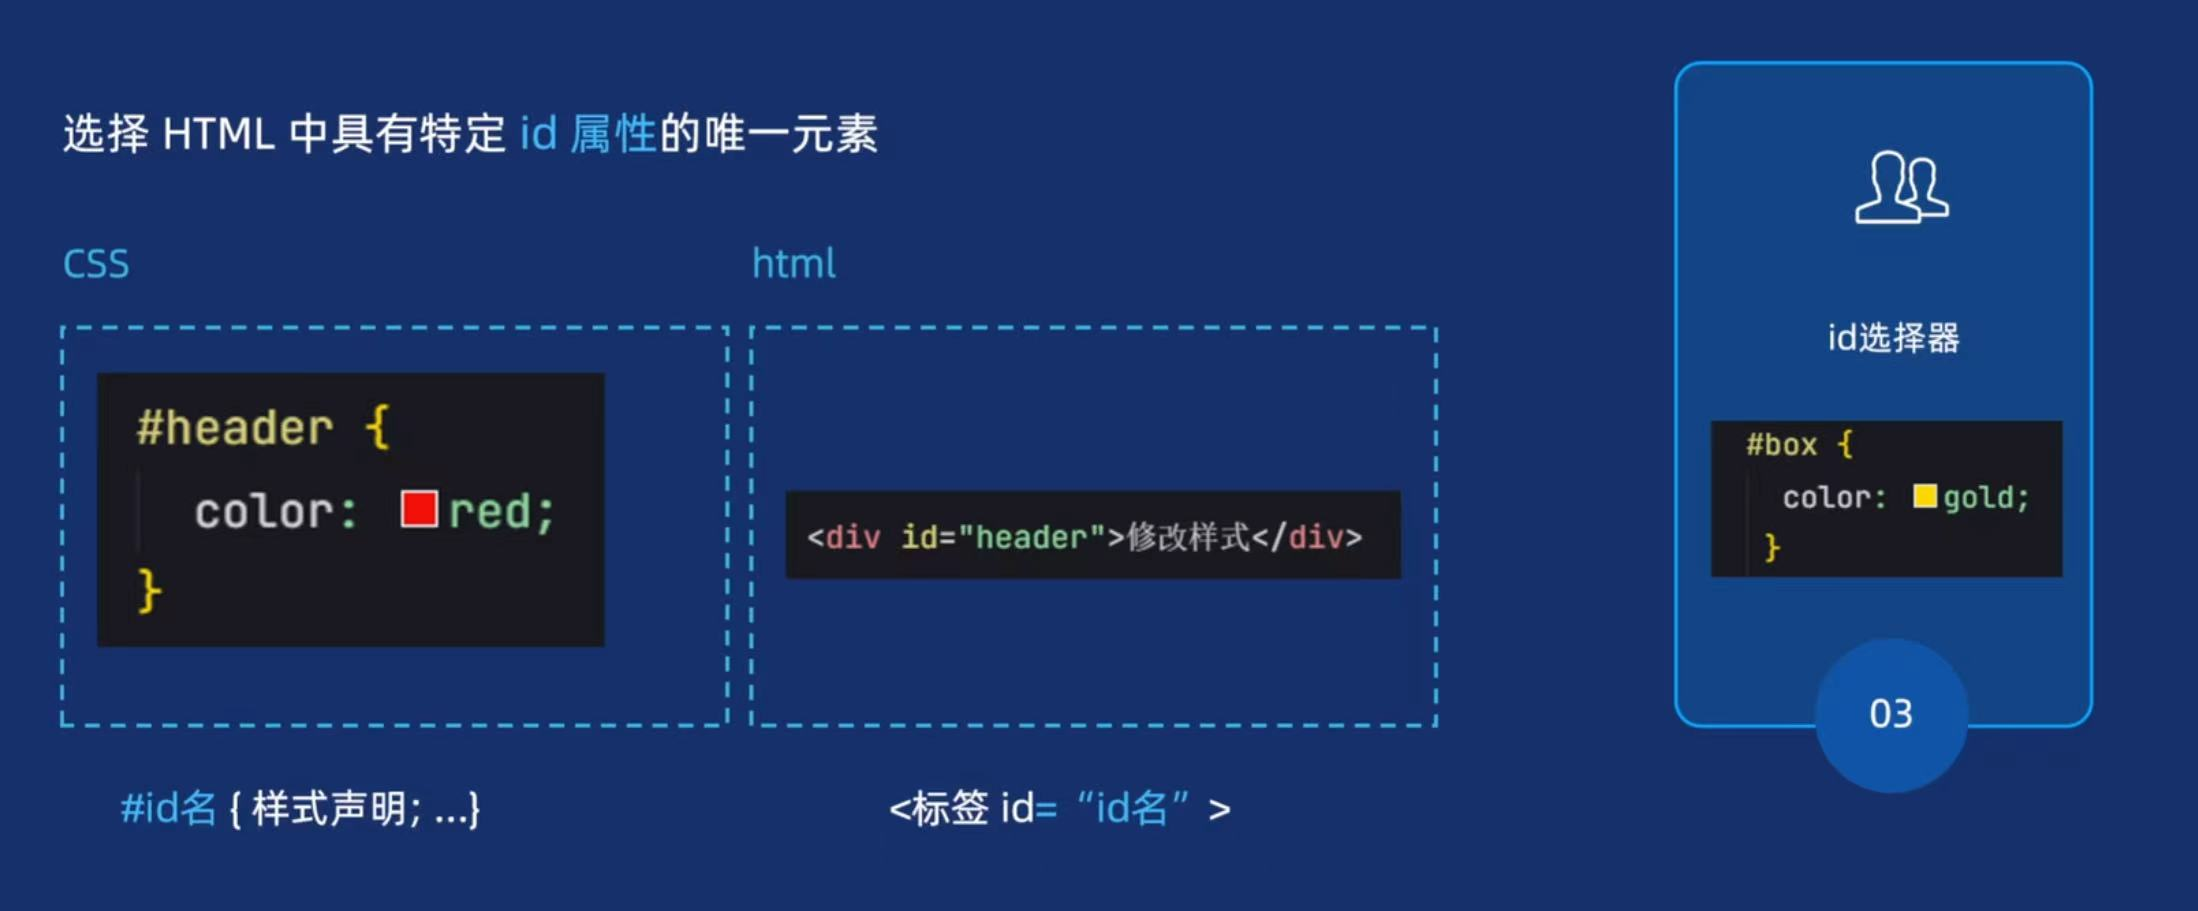 选择 HTML 中具有特定 id 属性的唯一元素
CSS
#header {
color: red;
}
#id名 { 样式声明; ...}
html
<div id="header">修改样式</div>
<标签 id= “id名” >
id选择器
#box {
color: gold;
}
03